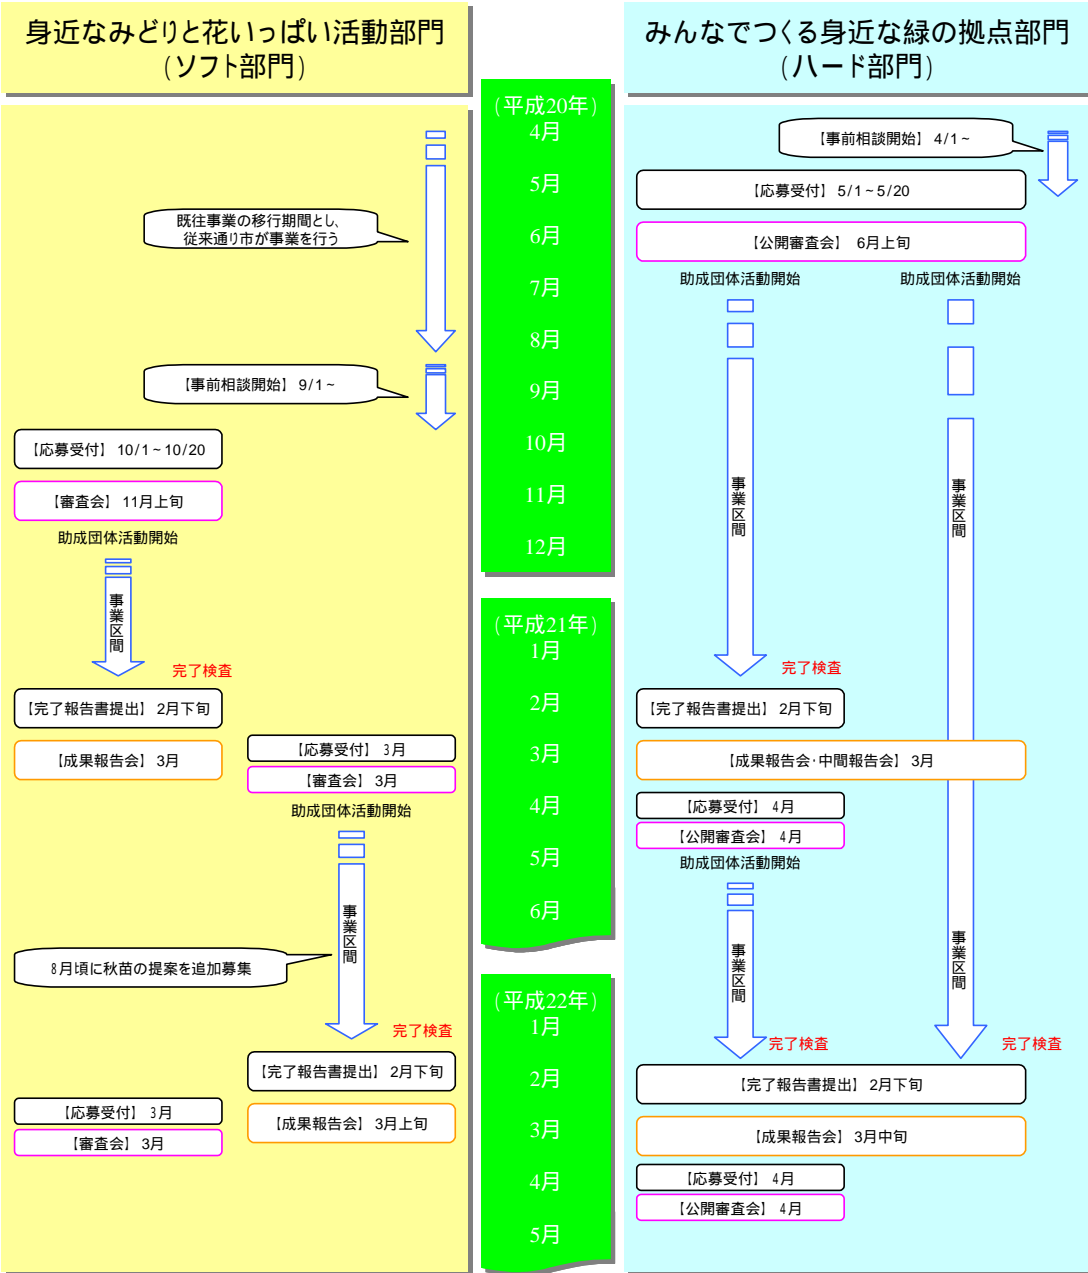 身近なみどりと花いっぱい活動部門
(ソフト部門)
既往事業の移行期間とし、
従来通り市が事業を行う
【事前相談開始】 9/1~
【応募受付】 10/1~10/20
【審査会】 11月上旬
助成団体活動開始
事業区間
完了検査
【完了報告書提出】 2月下旬
【成果報告会】 3月
【応募受付】 3月
【審査会】 3月
助成団体活動開始
事業区間
8月頃に秋苗の提案を追加募集
完了検査
【完了報告書提出】 2月下旬
【成果報告会】 3月上旬
【応募受付】 3月
【審査会】 3月
(平成20年)
4月
5月
6月
7月
8月
9月
10月
11月
12月
(平成21年)
1月
2月
3月
4月
5月
6月
(平成22年)
1月
2月
3月
4月
5月
みんなでつくる身近な緑の拠点部門
(ハード部門)
【事前相談開始】 4/1~
【応募受付】 5/1~5/20
【公開審査会】 6月上旬
助成団体活動開始
助成団体活動開始
事業区間
事業区間
完了検査
【完了報告書提出】 2月下旬
【成果報告会・中間報告会】 3月
【応募受付】 4月
【公開審査会】 4月
助成団体活動開始
事業区間
事業区間
完了検査
完了検査
【完了報告書提出】 2月下旬
【成果報告会】 3月中旬
【応募受付】 4月
【公開審査会】 4月